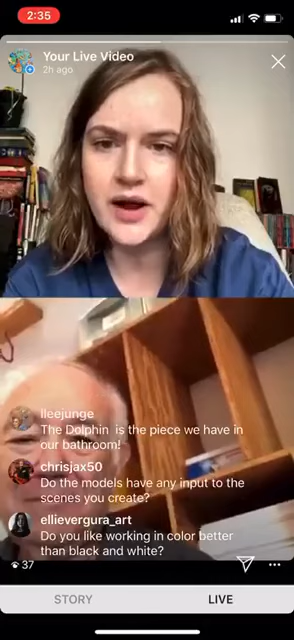 2:35
Your Live Video
2h ago
lleejunge
The Dolphin is the piece we have in
our bathroom!
chrisjax50
Do the models have any input to the
scenes you create?
ellievergura_art
Do you like working in color better
than black and white?
37
STORY
LIVE